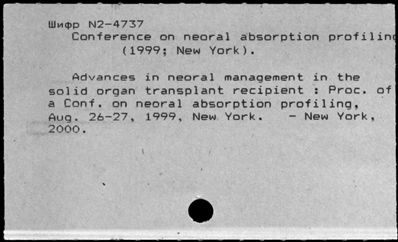 Шифр N2-4737
Conference on neoral absorption profiling
(1999; New York).
Advances in neoral management in the
solid organ transplant recipient : Proc. of
a Conf. on neoral absorption profiling,
Aug. 26-27, 1999, New York. - New York,
2000.